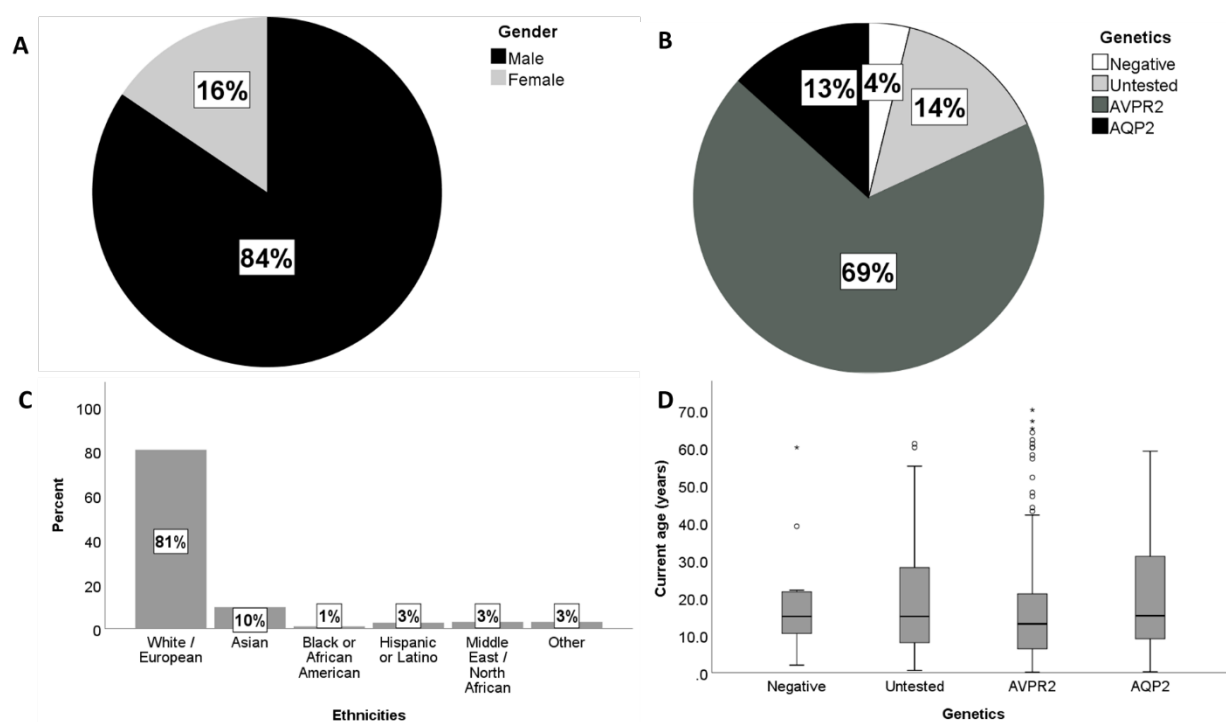 A
Gender
Male
Female
16%
84%
B
Genetics
Negative
Untested
AVPR2
AQP2
13%
4%
14%
69%
C
Percent
100
80
60
40
20
0
81%
10%
1%
3%
3%
3%
White /
European
Asian
Black or
African
American
Hispanic
or Latino
Middle
East /
North
African
Other
Ethnicities
D
Current age (years)
70.0
60.0
50.0
40.0
30.0
20.0
10.0
.0
Negative
Untested
AVPR2
AQP2
Genetics